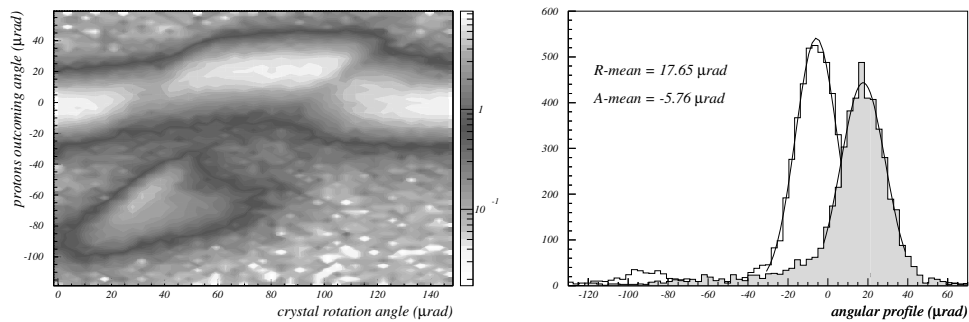 protons outcoming angle (μrad)
40
20
0
-20
-40
-60
-80
-100
0 20 40 60 80 100 120 140
crystal rotation angle (μrad)
1
10 -1
600
500
400
300
200
100
0
R-mean = 17.65 μrad
A-mean = -5.76 μrad
-120 -100 -80 -60 -40 -20 0 20 40 60
angular profile (μrad)